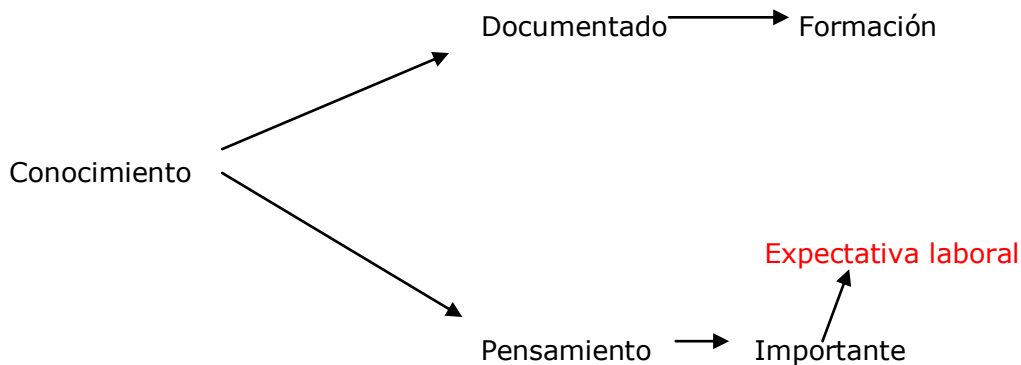 Documentado
Formación
Conocimiento
Expectativa laboral
Pensamiento
Importante